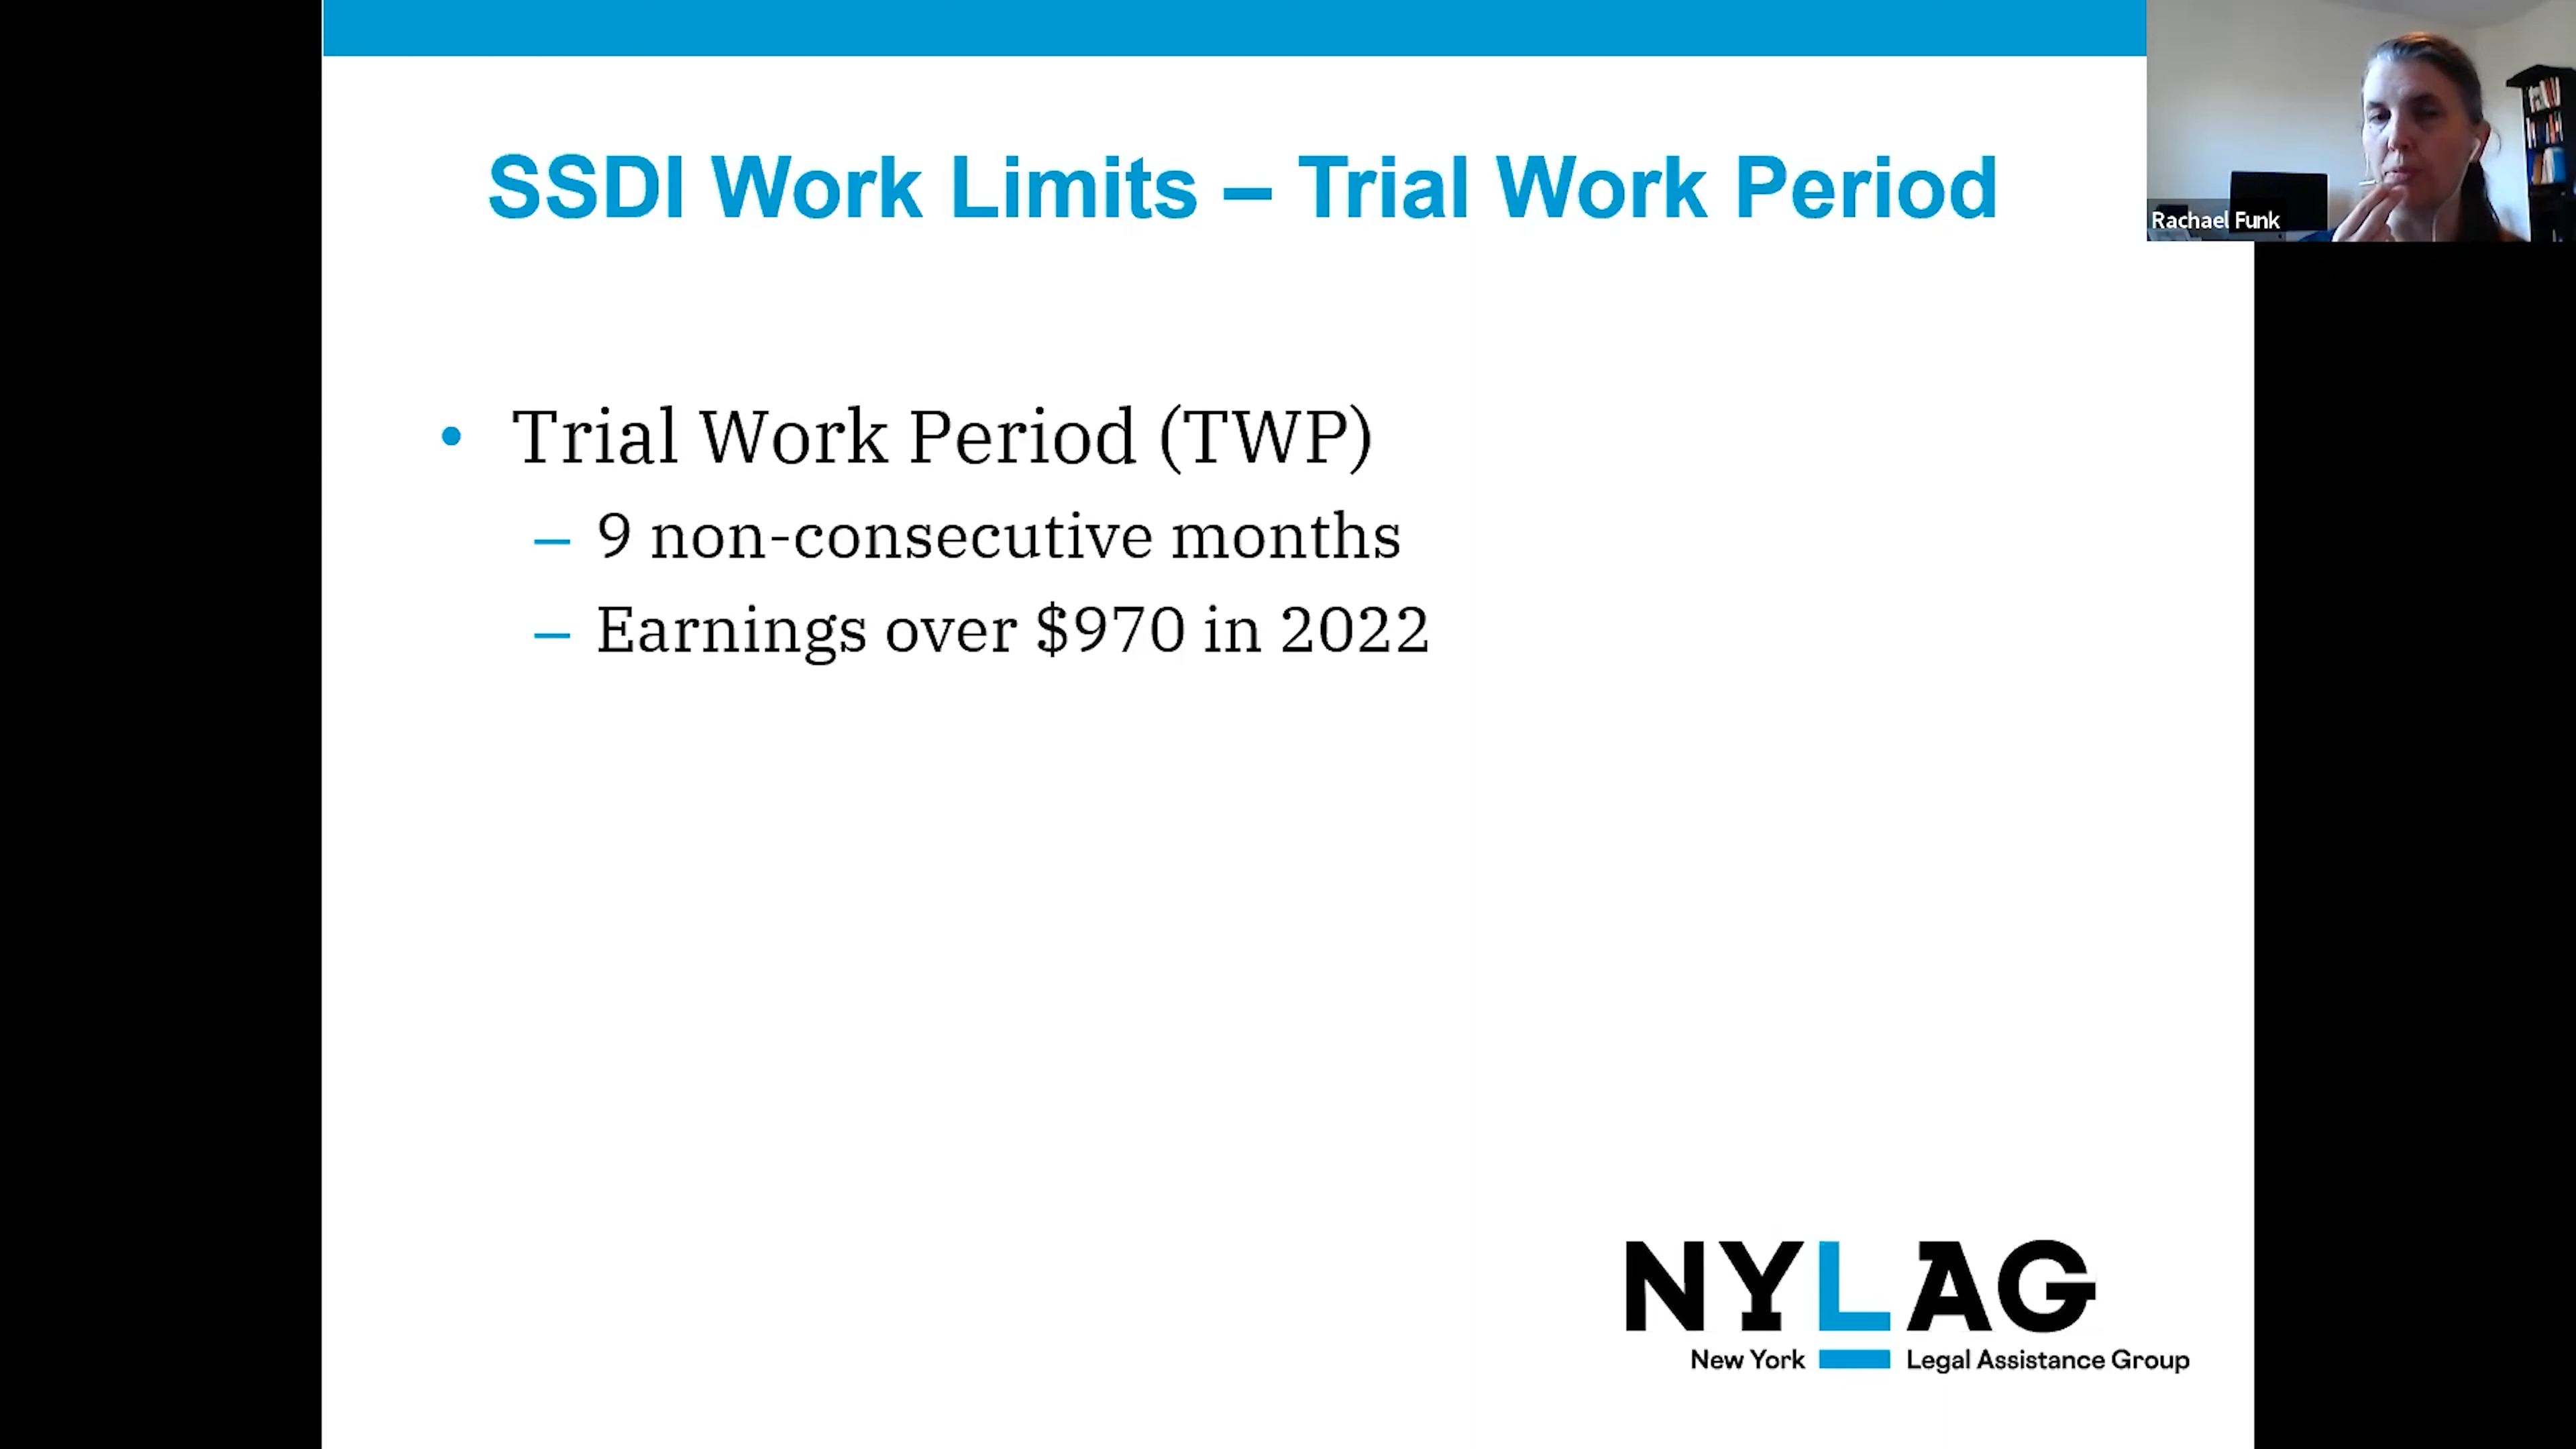 SSDI Work Limits – Trial Work Period
Rachael Funk
• Trial Work Period (TWP)
– 9 non-consecutive months
– Earnings over $970 in 2022
NYLAG
New York Legal Assistance Group